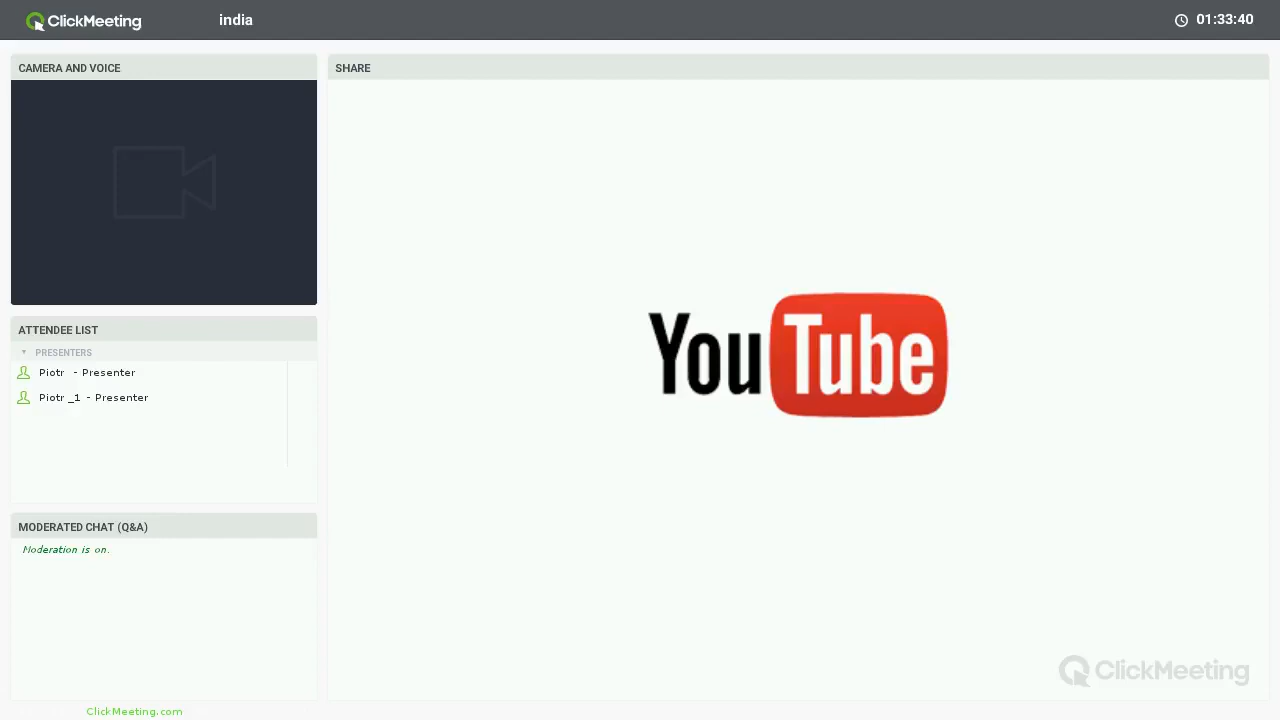 ClickMeeting
india
01:33:40
CAMERA AND VOICE
SHARE
ATTENDEE LIST
PRESENTERS
Piotr - Presenter
Piotr _1 - Presenter
YouTube
MODERATED CHAT (Q&A)
Moderation is on.
ClickMeeting
ClickMeeting.com